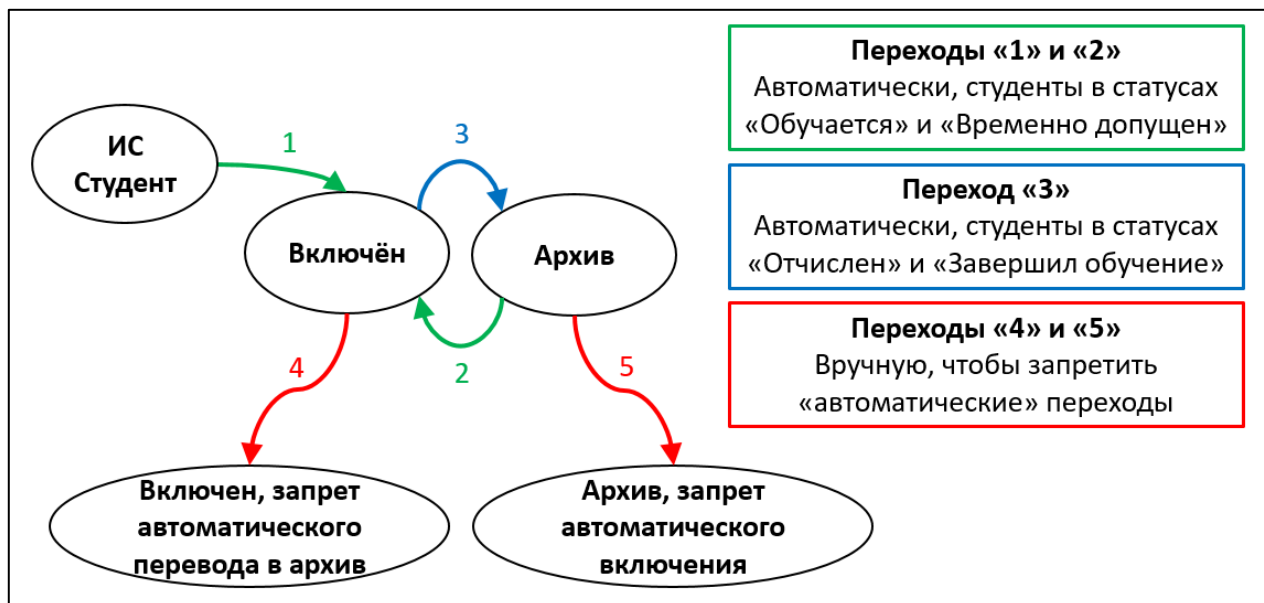 ИС
Студент
1
3
Включён
Архив
4
2
5
Включен, запрет
автоматического
перевода в архив
Архив, запрет
автоматического
включения
Переходы «1» и «2»
Автоматически, студенты в статусах
«Обучается» и «Временно допущен»
Переход «3»
Автоматически, студенты в статусах
«Отчислен» и «Завершил обучение»
Переходы «4» и «5»
Вручную, чтобы запретить
«автоматические» переходы